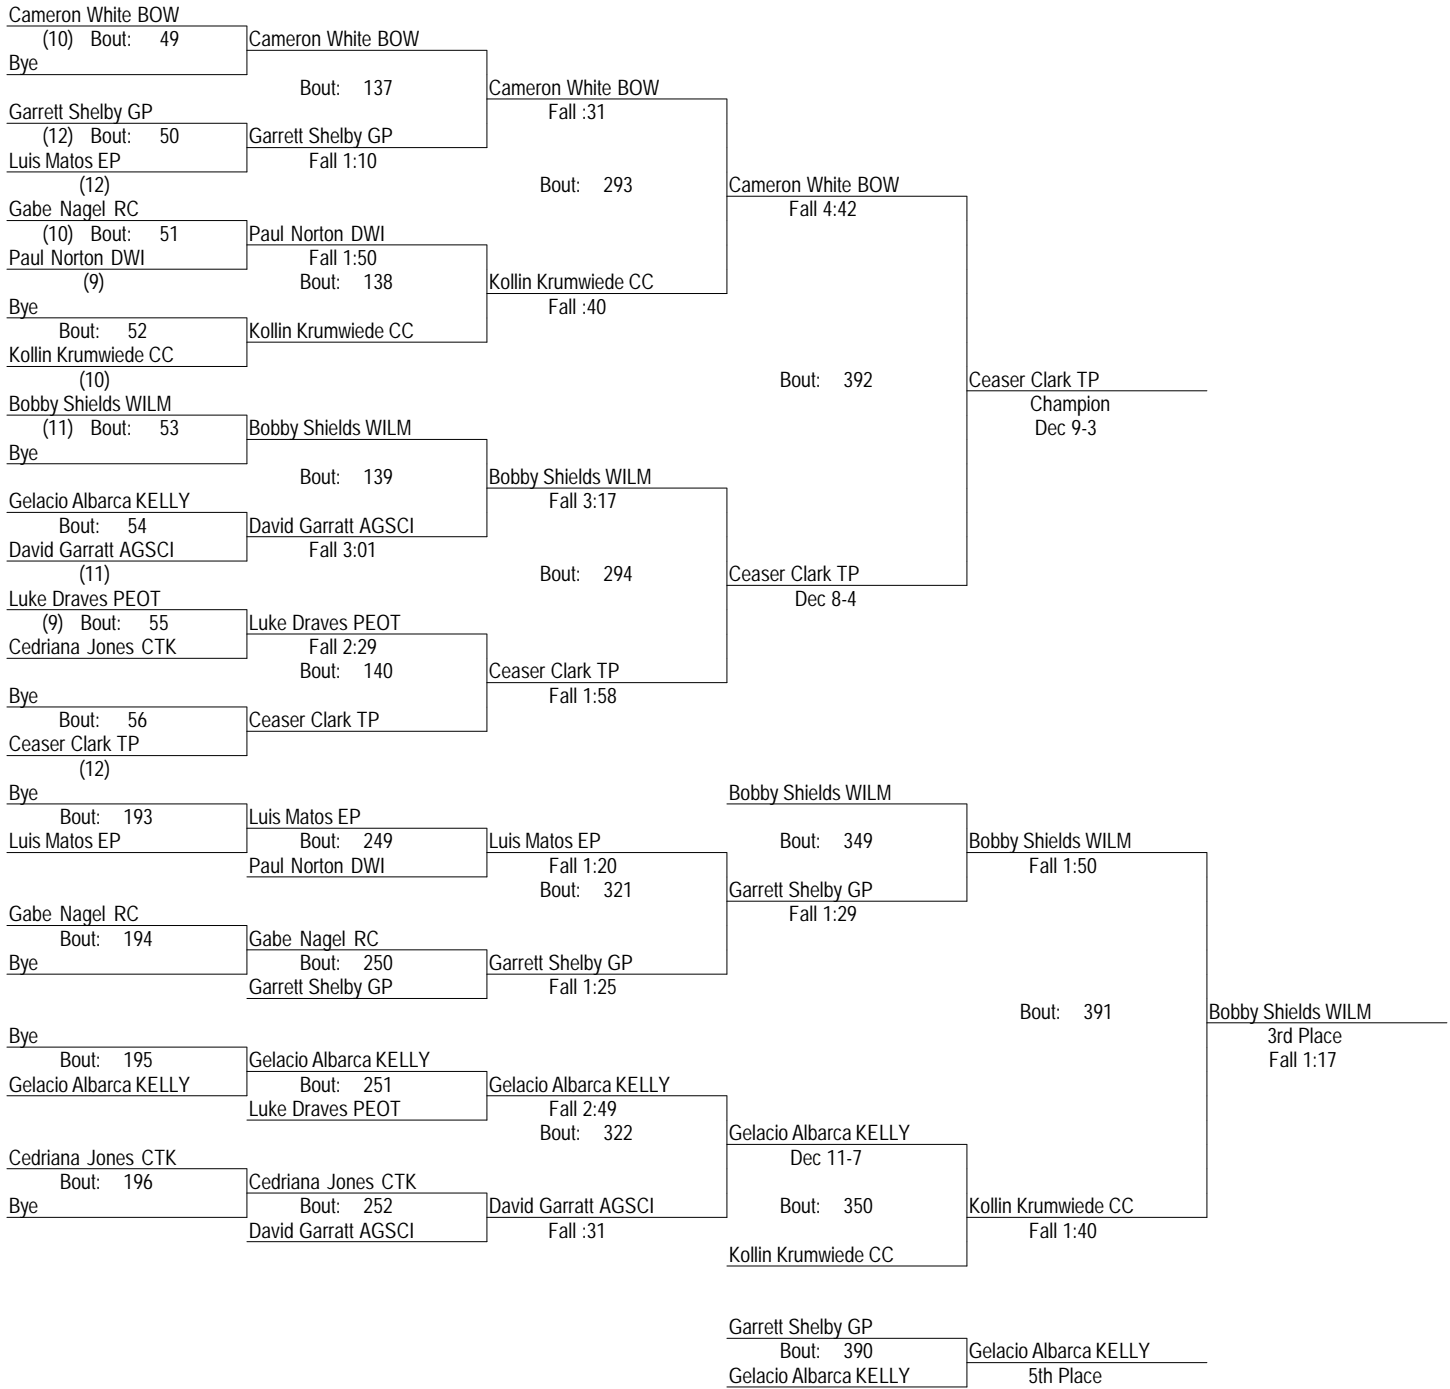 Cameron White BOW
(10) Bout: 49
Cameron White BOW
Bye
Bout: 137
Cameron White BOW
Garrett Shelby GP
Fall :31
(12) Bout: 50
Garrett Shelby GP
Luis Matos EP
Fall 1:10
(12)
Bout: 293
Cameron White BOW
Gabe Nagel RC
Fall 4:42
(10) Bout: 51
Paul Norton DWI
Paul Norton DWI
Fall 1:50
(9)
Bout: 138
Kollin Krumwiede CC
Bye
Fall :40
Bout: 52
Kollin Krumwiede CC
Kollin Krumwiede CC
(10)
Bout: 392
Ceaser Clark TP
Bobby Shields WILM
Champion
(11) Bout: 53
Bobby Shields WILM
Dec 9-3
Bye
Bout: 139
Bobby Shields WILM
Gelacio Albarca KELLY
Fall 3:17
Bout: 54
David Garratt AGSCI
David Garratt AGSCI
Fall 3:01
(11)
Bout: 294
Ceaser Clark TP
Luke Draves PEOT
Dec 8-4
(9) Bout: 55
Luke Draves PEOT
Cedriana Jones CTK
Fall 2:29
Bout: 140
Ceaser Clark TP
Bye
Fall 1:58
Bout: 56
Ceaser Clark TP
Ceaser Clark TP
(12)
Bye
Bobby Shields WILM
Bout: 193
Luis Matos EP
Luis Matos EP
Bout: 249
Luis Matos EP
Bout: 349
Bobby Shields WILM
Paul Norton DWI
Fall 1:20
Fall 1:50
Bout: 321
Garrett Shelby GP
Gabe Nagel RC
Fall 1:29
Bout: 194
Gabe Nagel RC
Bye
Bout: 250
Garrett Shelby GP
Garrett Shelby GP
Fall 1:25
Bout: 391
Bobby Shields WILM
Bye
3rd Place
Bout: 195
Gelacio Albarca KELLY
Fall 1:17
Gelacio Albarca KELLY
Bout: 251
Gelacio Albarca KELLY
Luke Draves PEOT
Fall 2:49
Bout: 322
Gelacio Albarca KELLY
Cedriana Jones CTK
Dec 11-7
Bout: 196
Cedriana Jones CTK
Bye
Bout: 252
David Garratt AGSCI
Bout: 350
Kollin Krumwiede CC
David Garratt AGSCI
Fall :31
Fall 1:40
Kollin Krumwiede CC
Garrett Shelby GP
Bout: 390
Gelacio Albarca KELLY
Gelacio Albarca KELLY
5th Place